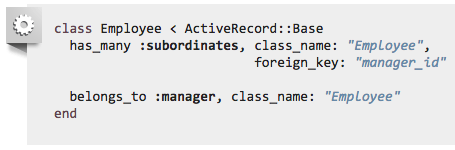 class Employee < ActiveRecord::Base
  has_many :subordinates, class_name: "Employee",
                          foreign_key: "manager_id"

  belongs_to :manager, class_name: "Employee"
end